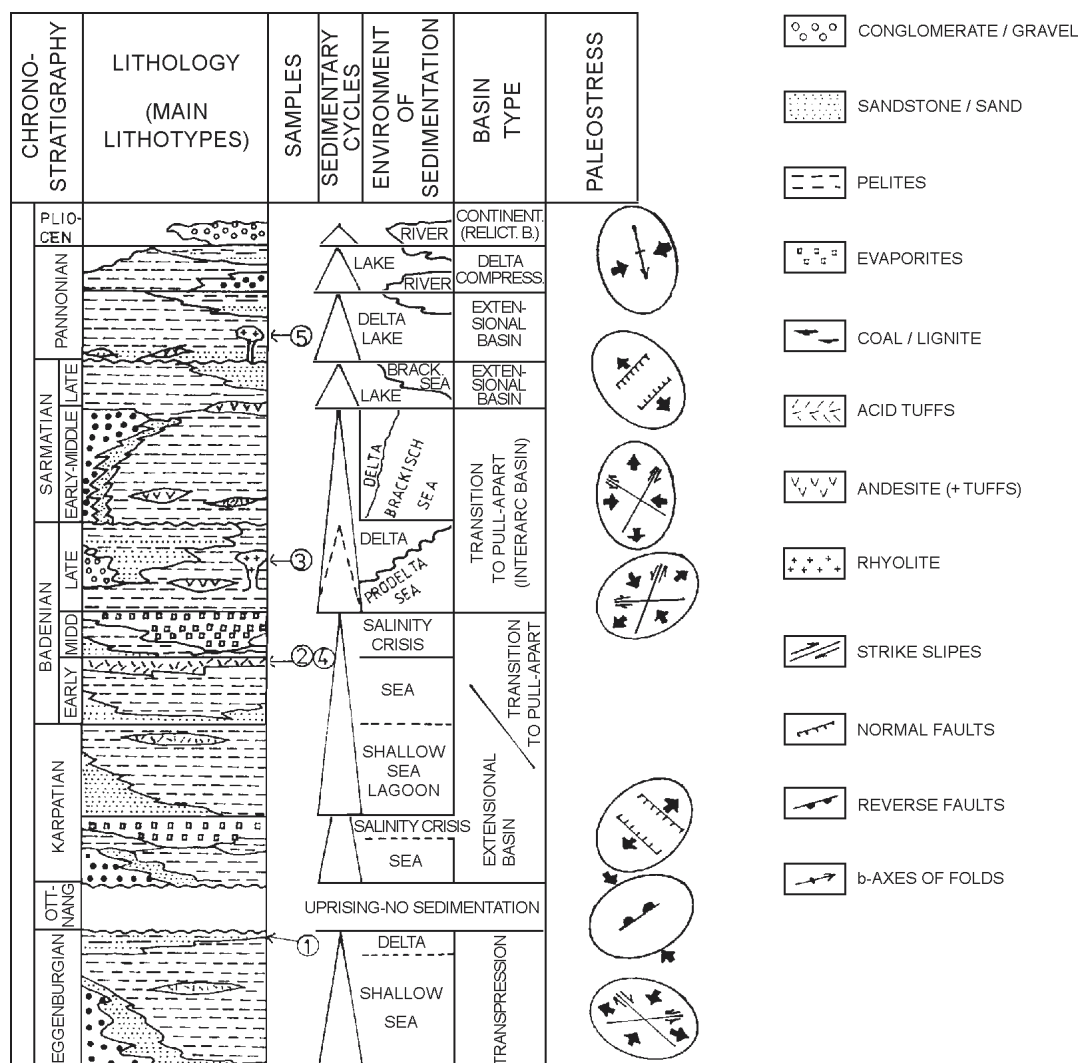 CHRONO-
STRATIGRAPHY
LITHOLOGY
(MAIN
LITHOTYPES)
SAMPLES
SEDIMENTARY
CYCLES
ENVIRONMENT
OF
SEDIMENTATION
BASIN
TYPE
PALEOSTRESS
PLIO-
CEN
RIVER
CONTINENT.
(RELICT. B.)
PANNONIAN
LAKE
RIVER
DELTA
COMPRESS.
5
DELTA
LAKE
EXTEN-
SIONAL
BASIN
SARMATIAN
LATE
BRACK.
SEA
LAKE
EXTEN-
SIONAL
BASIN
EARLY-MIDDLE
DELTA
BRACKISCH
SEA
TRANSITION
TO PULL-APART
(INTERARC BASIN)
BADENIAN
LATE
3
DELTA
PRODELTA
SEA
MIDD
SALINITY
CRISIS
2 4
EARLY
SEA
TRANSITION
TO PULL-APART
KARPATIAN
SHALLOW
SEA
LAGOON
EXTENSIONAL
BASIN
SALINITY CRISIS
SEA
OTT-
NANG
UPRISING-NO SEDIMENTATION
EGGENBURGIAN
1
DELTA
SHALLOW
SEA
TRANSPRESSION
CONGLOMERATE / GRAVEL
SANDSTONE / SAND
PELITES
EVAPORITES
COAL / LIGNITE
ACID TUFFS
ANDESITE (+ TUFFS)
RHYOLITE
STRIKE SLIPES
NORMAL FAULTS
REVERSE FAULTS
b-AXES OF FOLDS